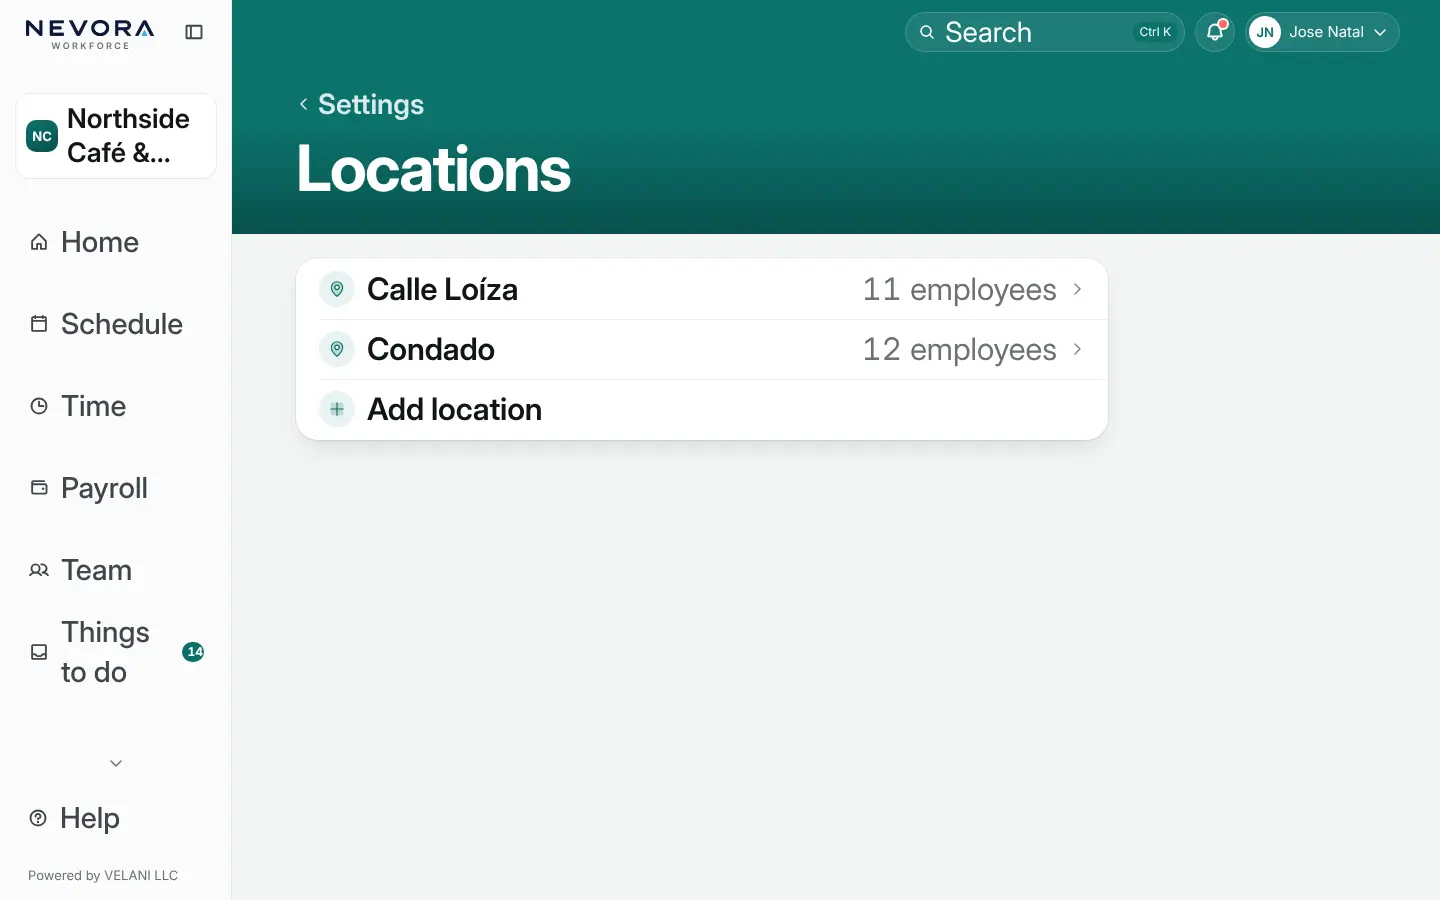 NEVORA
WORKFORCE
NC
Northside
Café &...
Home
Schedule
Time
Payroll
Team
Things
to do
14
Help
Powered by VELANI LLC
Search
Ctrl K
JN
Jose Natal
Settings
Locations
Calle Loíza
11 employees
Condado
12 employees
Add location